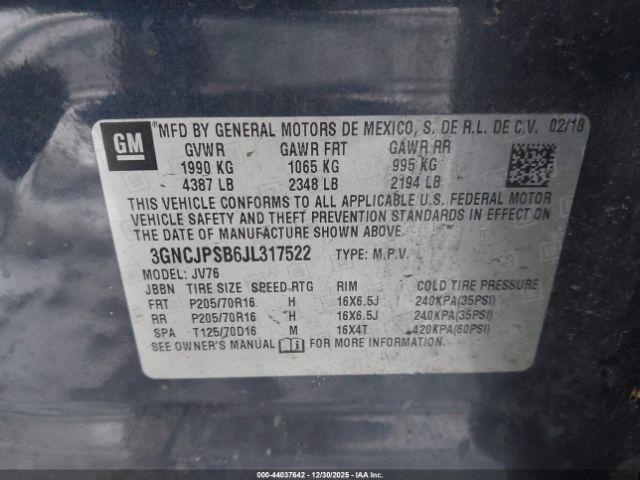 GM ® MFD BY GENERAL MOTORS DE MEXICO, S. DE R.L. DE C.V. 02/18
GVWR GAWR FRT GAWR RR
1990 KG 1065 KG 995 KG
4387 LB 2348 LB 2194 LB
THIS VEHICLE CONFORMS TO ALL APPLICABLE U.S. FEDERAL MOTOR
VEHICLE SAFETY AND THEFT PREVENTION STANDARDS IN EFFECT ON
THE DATE OF MANUFACTURE SHOWN ABOVE.
3GNCJPSB6JL317522 TYPE: M.P.V.
MODEL: JV76
JBBN TIRE SIZE SPEED RTG RIM COLD TIRE PRESSURE
FRT P205/70R16 H 16X6.5J 240KPA(35PSI)
RR P205/70R16 H 16X6.5J 240KPA(35PSI)
SPA T125/70D16 M 16X4T 420KPA(60PSI)
SEE OWNER'S MANUAL FOR MORE INFORMATION.
000-44037642 - 12/30/2025 - IAAI.COM